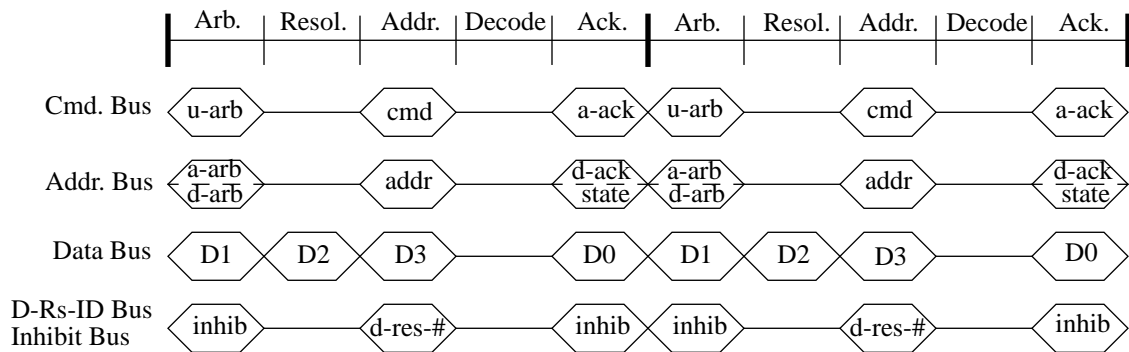 Arb. Resol. Addr. Decode Ack. Arb. Resol. Addr. Decode Ack.
Cmd. Bus u-arb cmd a-ack u-arb cmd a-ack
a-arb d-ack a-arb d-ack
Addr. Bus addr addr
d-arb state d-arb state
Data Bus D1 D2 D3 D0 D1 D2 D3 D0
D-Rs-ID Bus
inhib d-res-# inhib inhib d-res-# inhib
Inhibit Bus